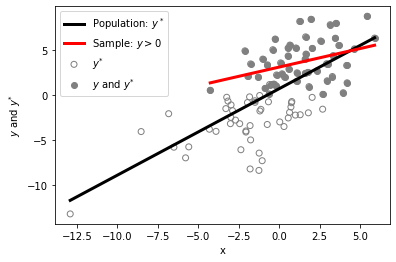 Population: y*
Sample: y > 0
y*
y and y*
y and y*
5
0
−5
−10
−12.5 −10.0 −7.5 −5.0 −2.5 0.0 2.5 5.0
x